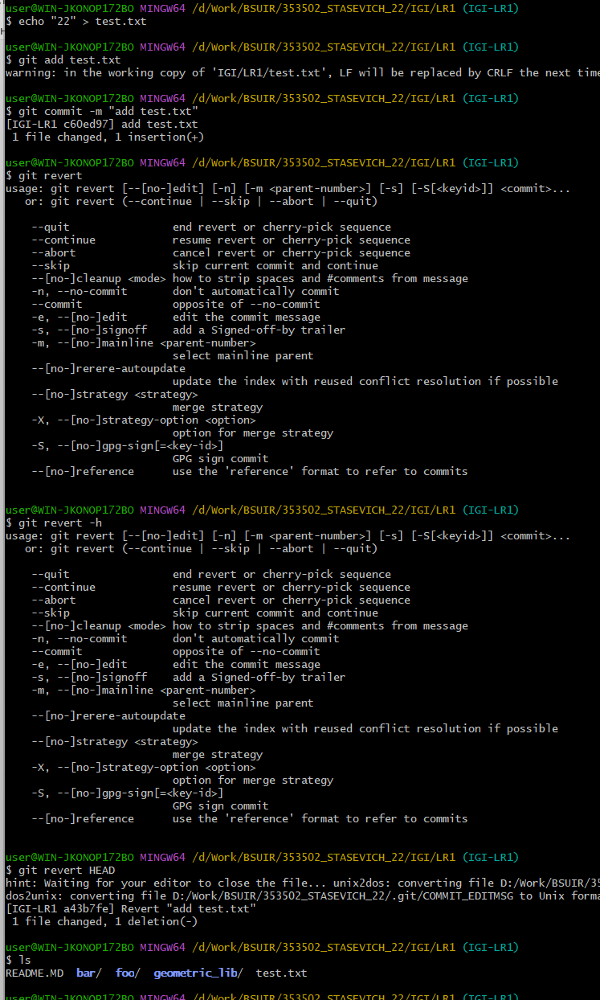 user@WIN-JKONOP172BO MINGW64 /d/Work/BSUIR/353502_STASEVICH_22/IGI/LR1 (IGI-LR1)
$ echo "22" > test.txt

user@WIN-JKONOP172BO MINGW64 /d/Work/BSUIR/353502_STASEVICH_22/IGI/LR1 (IGI-LR1)
$ git add test.txt
warning: in the working copy of 'IGI/LR1/test.txt', LF will be replaced by CRLF the next time

user@WIN-JKONOP172BO MINGW64 /d/Work/BSUIR/353502_STASEVICH_22/IGI/LR1 (IGI-LR1)
$ git commit -m "add test.txt"
[IGI-LR1 c60ed97] add test.txt
 1 file changed, 1 insertion(+)

user@WIN-JKONOP172BO MINGW64 /d/Work/BSUIR/353502_STASEVICH_22/IGI/LR1 (IGI-LR1)
$ git revert
usage: git revert [--[no-]edit] [-n] [-m <parent-number>] [-s] [-S[<keyid>]] <commit>...
   or: git revert (--continue | --skip | --abort | --quit)

    --quit                end revert or cherry-pick sequence
    --continue            resume revert or cherry-pick sequence
    --abort               cancel revert or cherry-pick sequence
    --skip                skip current commit and continue
    --[no-]cleanup <mode> how to strip spaces and #comments from message
    -n, --no-commit       don't automatically commit
    --commit              opposite of --no-commit
    -e, --[no-]edit       edit the commit message
    -s, --[no-]signoff    add a Signed-off-by trailer
    -m, --[no-]mainline <parent-number>
                          select mainline parent
    --[no-]rerere-autoupdate
                          update the index with reused conflict resolution if possible
    --[no-]strategy <strategy>
                          merge strategy
    -X, --[no-]strategy-option <option>
                          option for merge strategy
    -S, --[no-]gpg-sign[=<key-id>]
                          GPG sign commit
    --[no-]reference      use the 'reference' format to refer to commits

user@WIN-JKONOP172BO MINGW64 /d/Work/BSUIR/353502_STASEVICH_22/IGI/LR1 (IGI-LR1)
$ git revert -h
usage: git revert [--[no-]edit] [-n] [-m <parent-number>] [-s] [-S[<keyid>]] <commit>...
   or: git revert (--continue | --skip | --abort | --quit)

    --quit                end revert or cherry-pick sequence
    --continue            resume revert or cherry-pick sequence
    --abort               cancel revert or cherry-pick sequence
    --skip                skip current commit and continue
    --[no-]cleanup <mode> how to strip spaces and #comments from message
    -n, --no-commit       don't automatically commit
    --commit              opposite of --no-commit
    -e, --[no-]edit       edit the commit message
    -s, --[no-]signoff    add a Signed-off-by trailer
    -m, --[no-]mainline <parent-number>
                          select mainline parent
    --[no-]rerere-autoupdate
                          update the index with reused conflict resolution if possible
    --[no-]strategy <strategy>
                          merge strategy
    -X, --[no-]strategy-option <option>
                          option for merge strategy
    -S, --[no-]gpg-sign[=<key-id>]
                          GPG sign commit
    --[no-]reference      use the 'reference' format to refer to commits

user@WIN-JKONOP172BO MINGW64 /d/Work/BSUIR/353502_STASEVICH_22/IGI/LR1 (IGI-LR1)
$ git revert HEAD
hint: Waiting for your editor to close the file... unix2dos: converting file D:/Work/BSUIR/35
dos2unix: converting file D:/Work/BSUIR/353502_STASEVICH_22/.git/COMMIT_EDITMSG to Unix forma
[IGI-LR1 a43b7fe] Revert "add test.txt"
 1 file changed, 1 deletion(-)

user@WIN-JKONOP172BO MINGW64 /d/Work/BSUIR/353502_STASEVICH_22/IGI/LR1 (IGI-LR1)
$ ls
README.MD  bar/  foo/  geometric_lib/  test.txt

user@WIN-JKONOP172BO MINGW64 /d/Work/BSUIR/353502_STASEVICH_22/IGI/LR1 (IGI-LR1)